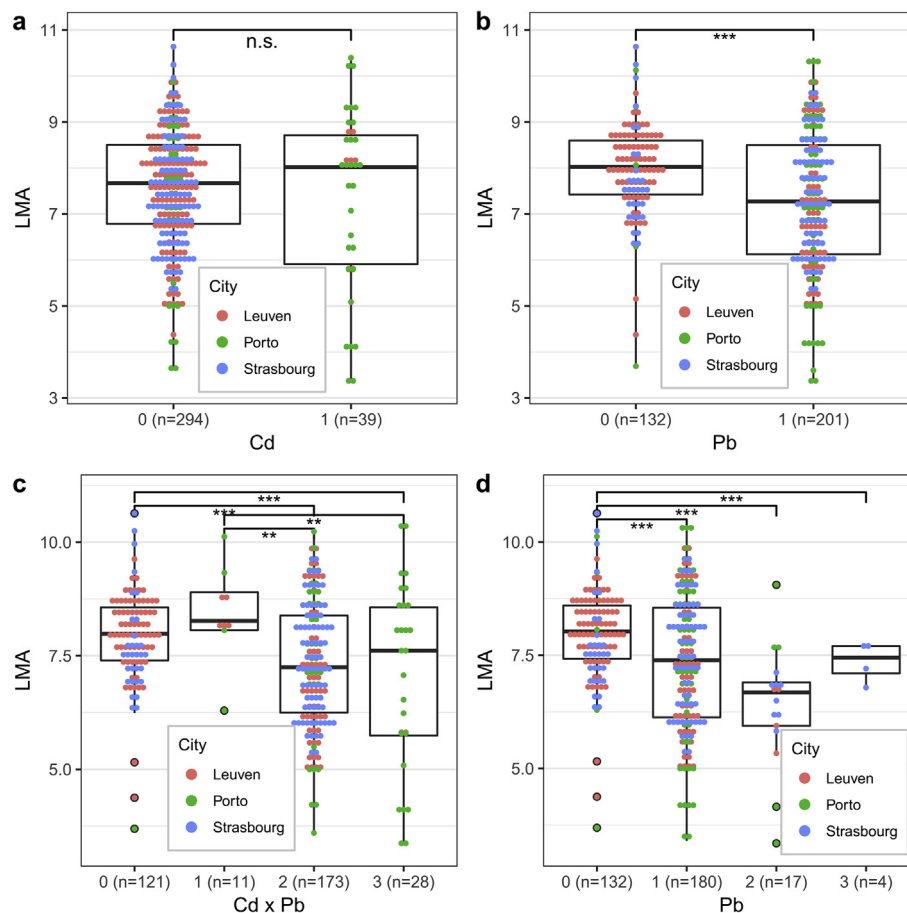 a
n.s.
11
9
7
5
3
LMA
City
Leuven
Porto
Strasbourg
0 (n=294)
1 (n=39)
Cd
b
***
11
9
7
5
3
LMA
City
Leuven
Porto
Strasbourg
0 (n=132)
1 (n=201)
Pb
c
***
***
**
**
10.0
7.5
5.0
LMA
City
Leuven
Porto
Strasbourg
0 (n=121)
1 (n=11)
2 (n=173)
3 (n=28)
Cd x Pb
d
***
***
***
10.0
7.5
5.0
LMA
City
Leuven
Porto
Strasbourg
0 (n=132)
1 (n=180)
2 (n=17)
3 (n=4)
Pb